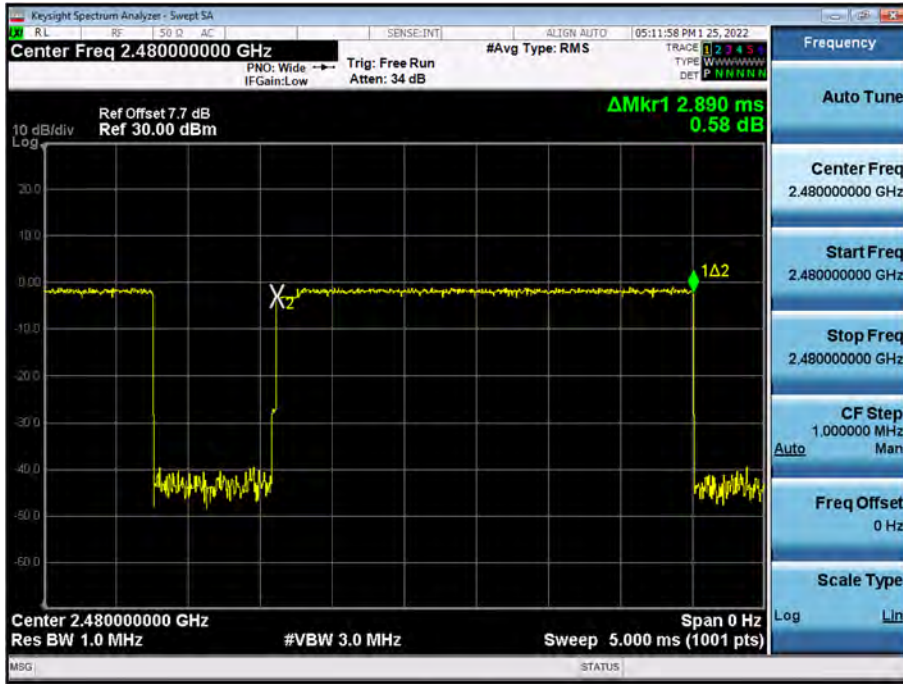 Keysight Spectrum Analyzer - Swept SA
LXI RL RF 50 Ω AC SENSE:INT ALIGN AUTO 05:11:58 PM 1 25, 2022
Center Freq 2.480000000 GHz
PNO: Wide
IFGain:Low
Trig: Free Run
Atten: 34 dB
#Avg Type: RMS
TRACE 1 2 3 4 5 6
TYPE WWWWWW
DET P N N N N N
ΔMkr1 2.890 ms
0.58 dB
Ref Offset 7.7 dB
10 dB/div Ref 30.00 dBm
Log
20.0
10.0
0.00
-10.0
-20.0
-30.0
-40.0
-50.0
-60.0
2
1Δ2
Center 2.480000000 GHz Span 0 Hz
Res BW 1.0 MHz #VBW 3.0 MHz Sweep 5.000 ms (1001 pts)
MSG STATUS
Frequency
Auto Tune
Center Freq
2.480000000 GHz
Start Freq
2.480000000 GHz
Stop Freq
2.480000000 GHz
CF Step
1.000000 MHz
Auto Man
Freq Offset
0 Hz
Scale Type
Log Lin